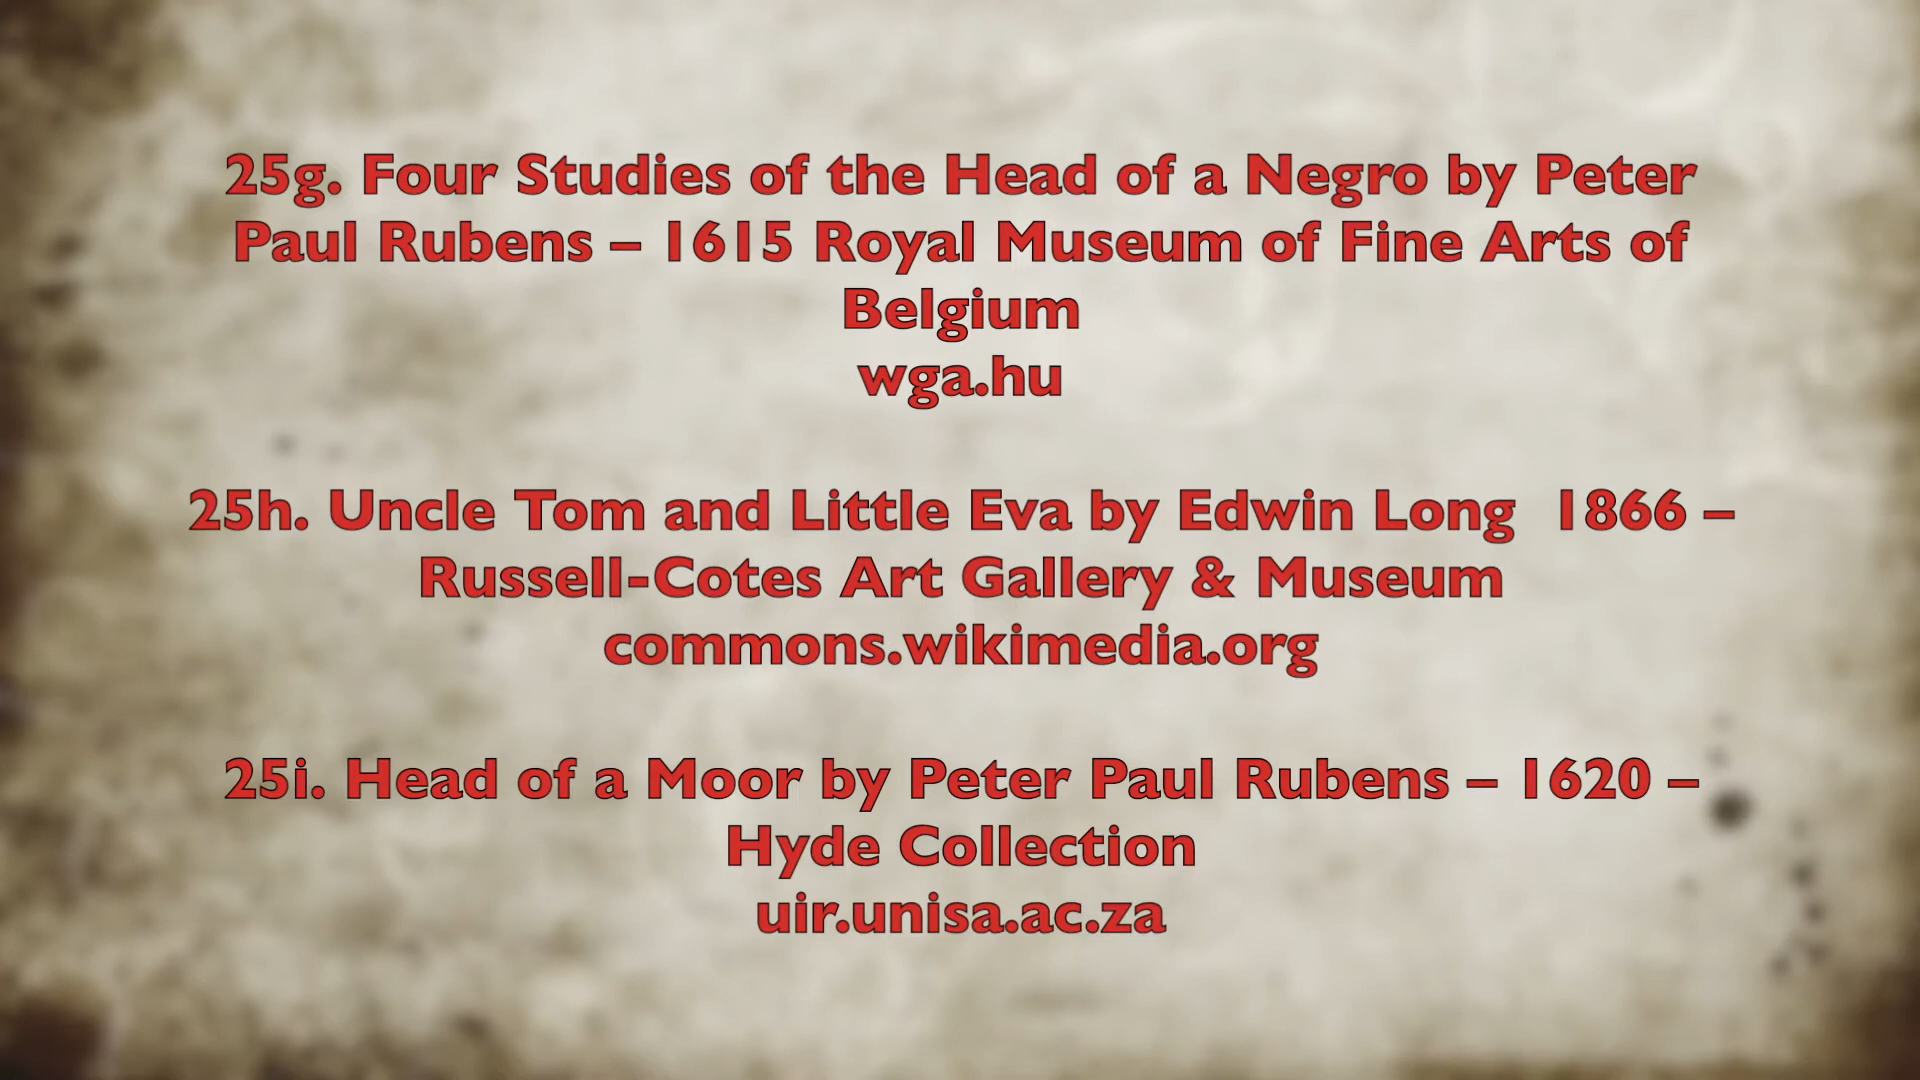 25g. Four Studies of the Head of a Negro by Peter
Paul Rubens – 1615 Royal Museum of Fine Arts of
Belgium
wga.hu
25h. Uncle Tom and Little Eva by Edwin Long  1866 –
Russell-Cotes Art Gallery & Museum
commons.wikimedia.org
25i. Head of a Moor by Peter Paul Rubens – 1620 –
Hyde Collection
uir.unisa.ac.za